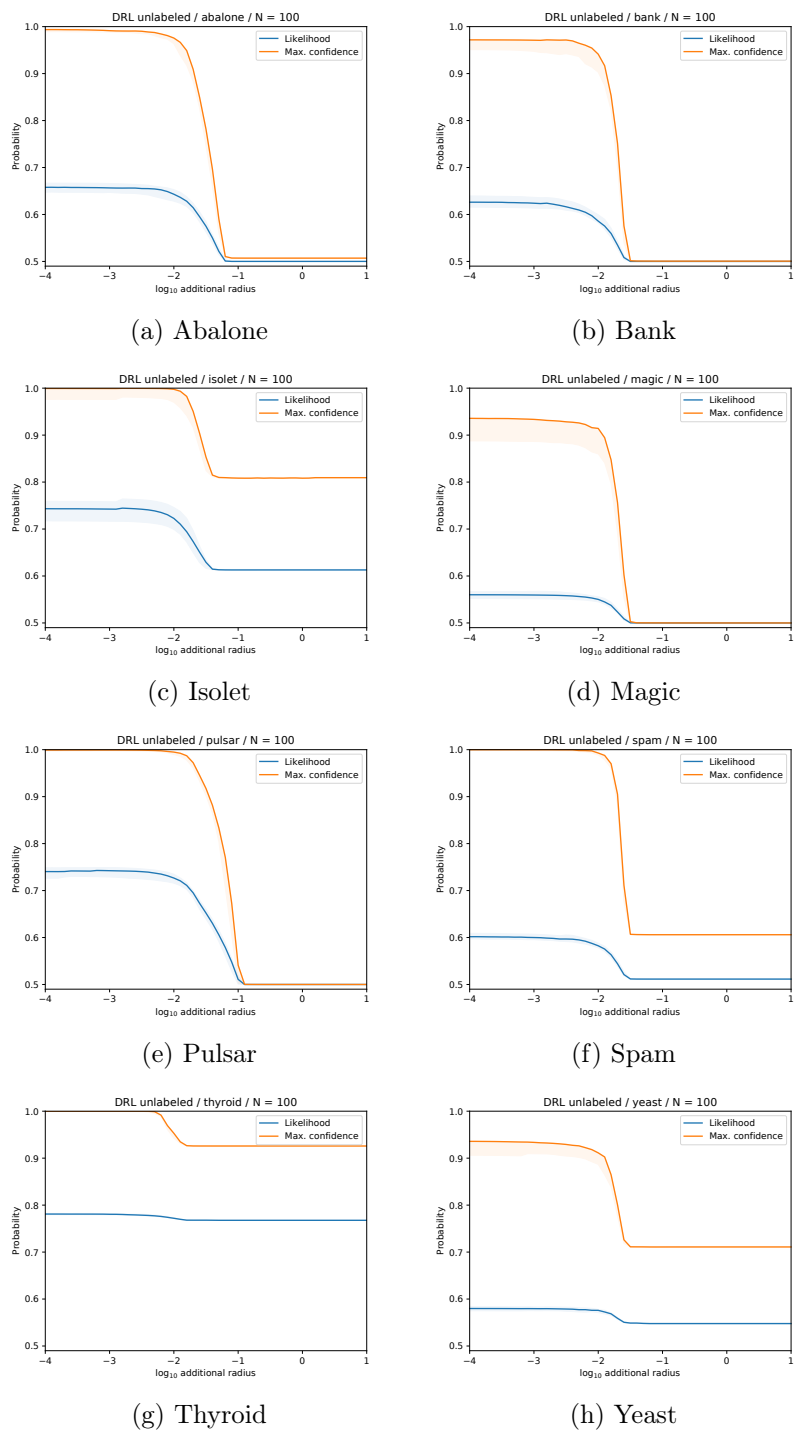 DRL unlabeled / abalone / N = 100
Likelihood
Max. confidence
Probability
1.0
0.9
0.8
0.7
0.6
0.5
−4 −3 −2 −1 0 1
log10 additional radius
(a) Abalone
DRL unlabeled / bank / N = 100
Likelihood
Max. confidence
Probability
1.0
0.9
0.8
0.7
0.6
0.5
−4 −3 −2 −1 0 1
log10 additional radius
(b) Bank
DRL unlabeled / isolet / N = 100
Likelihood
Max. confidence
Probability
1.0
0.9
0.8
0.7
0.6
0.5
−4 −3 −2 −1 0 1
log10 additional radius
(c) Isolet
DRL unlabeled / magic / N = 100
Likelihood
Max. confidence
Probability
1.0
0.9
0.8
0.7
0.6
0.5
−4 −3 −2 −1 0 1
log10 additional radius
(d) Magic
DRL unlabeled / pulsar / N = 100
Likelihood
Max. confidence
Probability
1.0
0.9
0.8
0.7
0.6
0.5
−4 −3 −2 −1 0 1
log10 additional radius
(e) Pulsar
DRL unlabeled / spam / N = 100
Likelihood
Max. confidence
Probability
1.0
0.9
0.8
0.7
0.6
0.5
−4 −3 −2 −1 0 1
log10 additional radius
(f) Spam
DRL unlabeled / thyroid / N = 100
Likelihood
Max. confidence
Probability
1.0
0.9
0.8
0.7
0.6
0.5
−4 −3 −2 −1 0 1
log10 additional radius
(g) Thyroid
DRL unlabeled / yeast / N = 100
Likelihood
Max. confidence
Probability
1.0
0.9
0.8
0.7
0.6
0.5
−4 −3 −2 −1 0 1
log10 additional radius
(h) Yeast